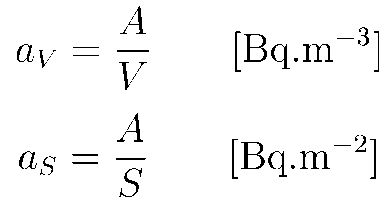 a_V = A/V [Bq.m^{-3}]
a_S = A/S [Bq.m^{-2}]